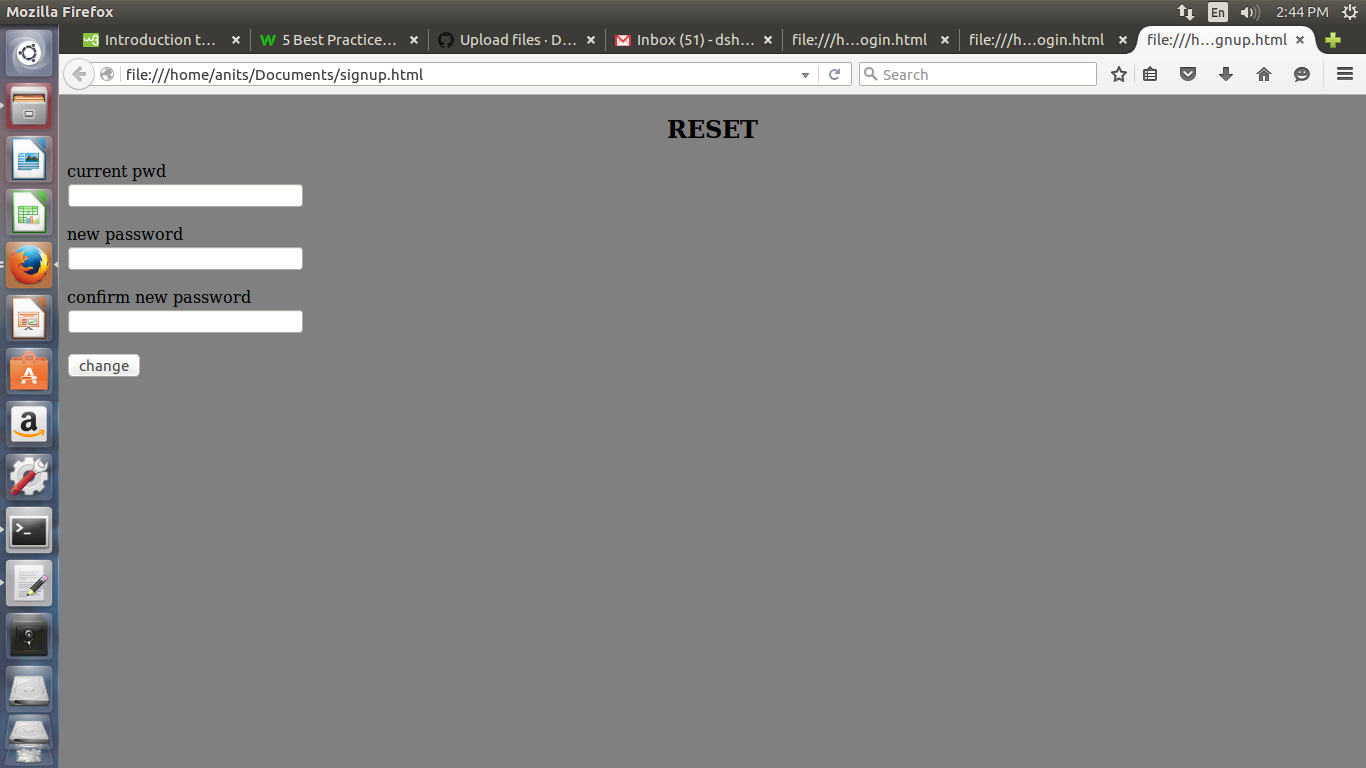 Mozilla Firefox
En
2:44 PM
Introduction t...
5 Best Practice...
Upload files · D...
Inbox (51) - dsh...
file:///h...ogin.html
file:///h...ogin.html
file:///h...gnup.html
file:///home/anits/Documents/signup.html
Search
RESET
current pwd
new password
confirm new password
change